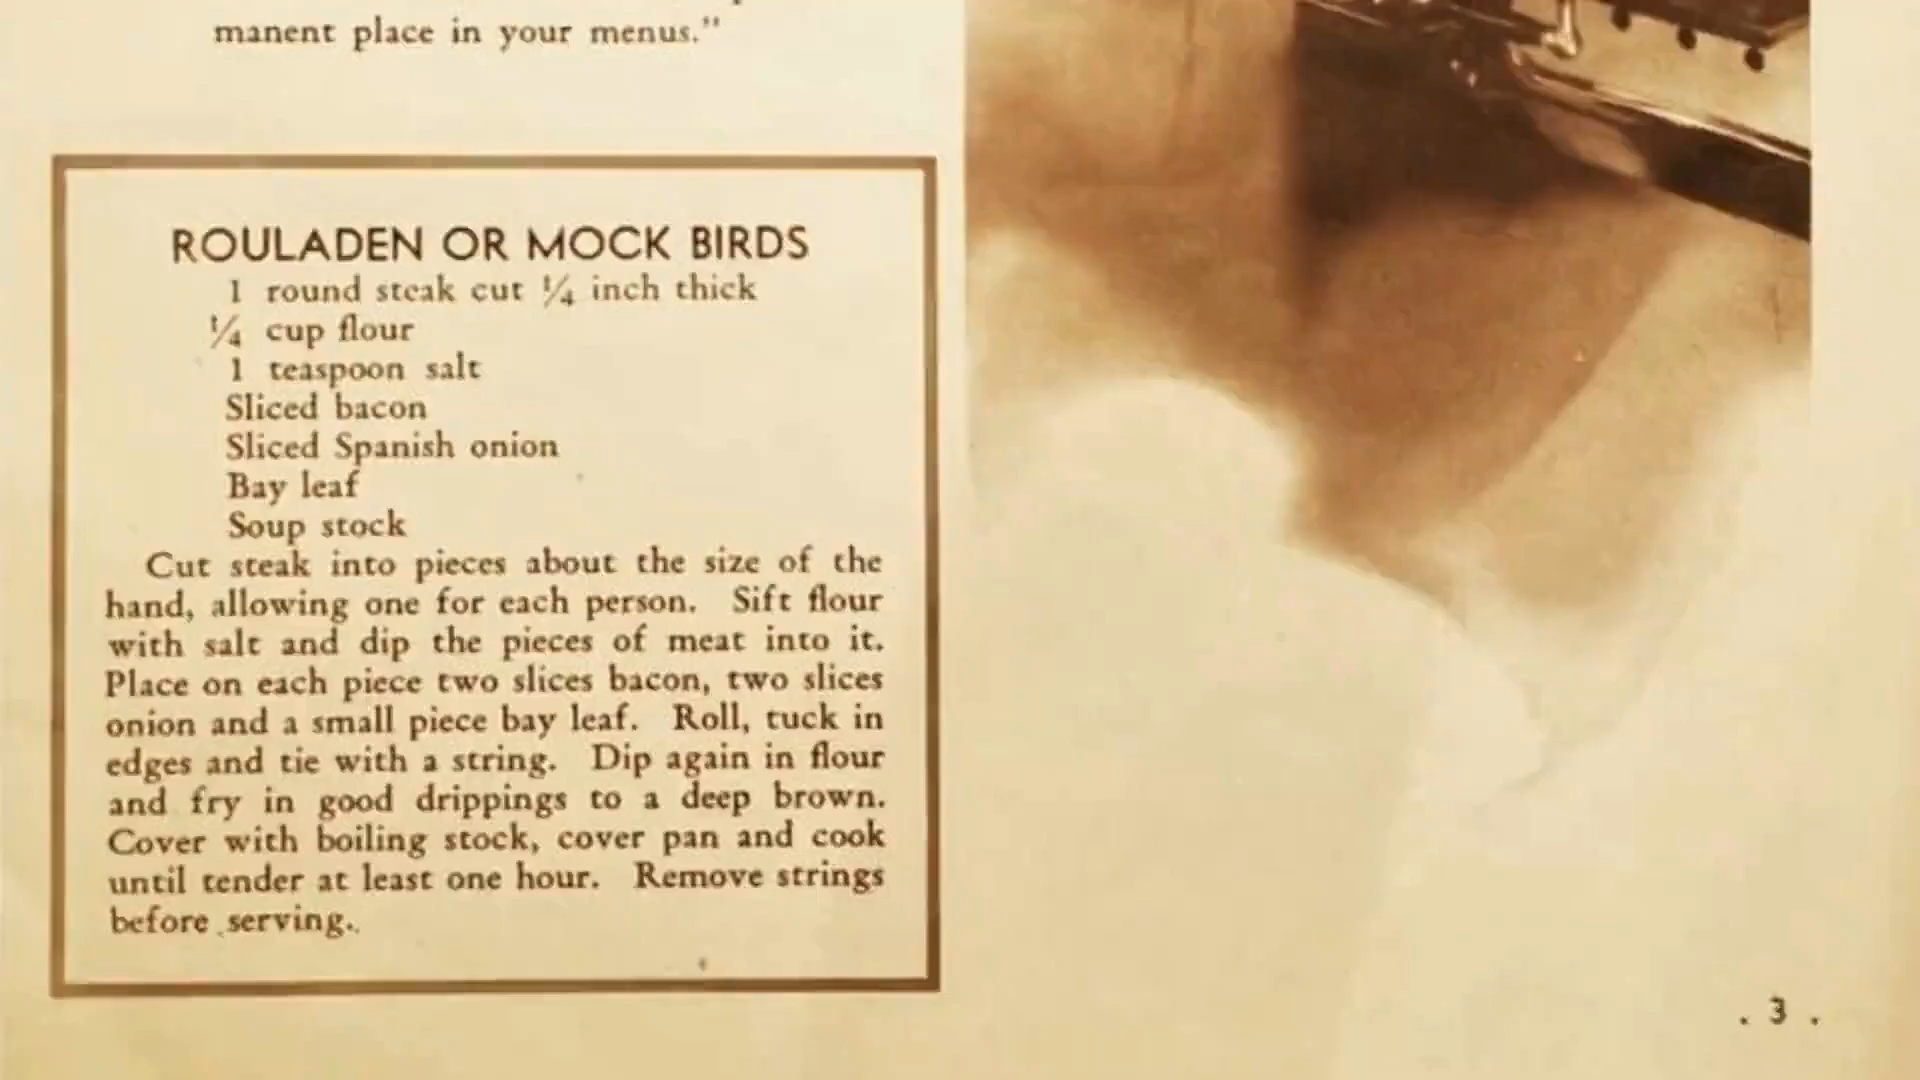 manent place in your menus."
ROULADEN OR MOCK BIRDS
1 round steak cut ¼ inch thick
¼ cup flour
1 teaspoon salt
Sliced bacon
Sliced Spanish onion
Bay leaf
Soup stock
Cut steak into pieces about the size of the
hand, allowing one for each person. Sift flour
with salt and dip the pieces of meat into it.
Place on each piece two slices bacon, two slices
onion and a small piece bay leaf. Roll, tuck in
edges and tie with a string. Dip again in flour
and fry in good drippings to a deep brown.
Cover with boiling stock, cover pan and cook
until tender at least one hour. Remove strings
before serving.
. 3 .